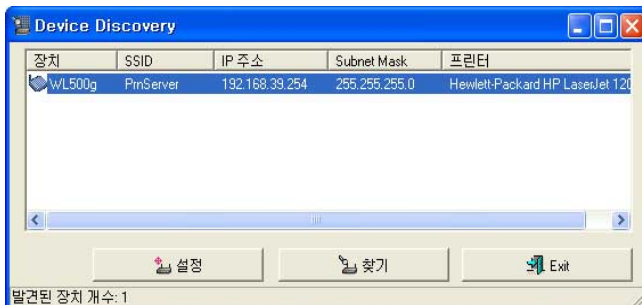 Device Discovery
장치 SSID IP 주소 Subnet Mask 프린터
WL500g PrnServer 192.168.39.254 255.255.255.0 Hewlett-Packard HP LaserJet 120
설정 찾기 Exit
발견된 장치 개수: 1